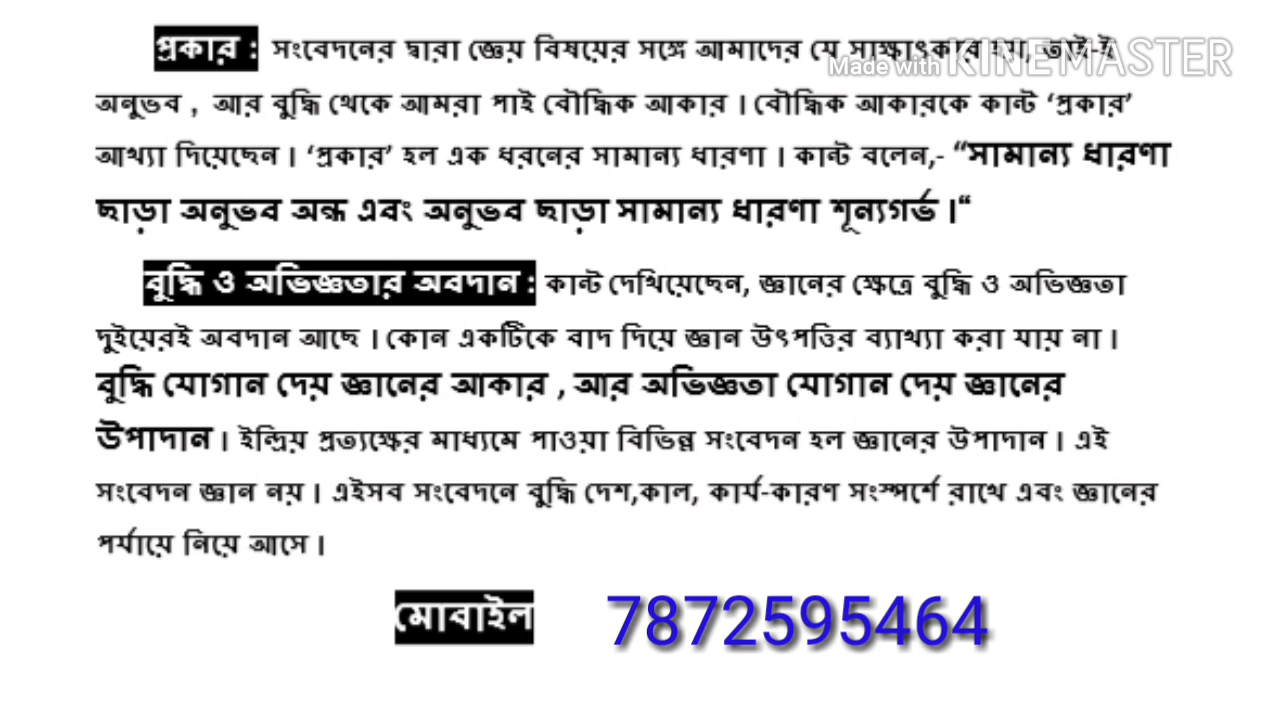 প্রকার : সংবেদনের দ্বারা জ্ঞেয় বিষয়ের সঙ্গে আমাদের যে সাক্ষাৎকার হয়, তাই-ই
Made with KINEMASTER
অনুভব , আর বুদ্ধি থেকে আমরা পাই বৌদ্ধিক আকার । বৌদ্ধিক আকারকে কান্ট ‘প্রকার’
আখ্যা দিয়েছেন । ‘প্রকার’ হল এক ধরনের সামান্য ধারণা । কান্ট বলেন,- “সামান্য ধারণা
ছাড়া অনুভব অন্ধ এবং অনুভব ছাড়া সামান্য ধারণা শূন্যগর্ভ ।“
বুদ্ধি ও অভিজ্ঞতার অবদান : কান্ট দেখিয়েছেন, জ্ঞানের ক্ষেত্রে বুদ্ধি ও অভিজ্ঞতা
দুইয়েরই অবদান আছে । কোন একটিকে বাদ দিয়ে জ্ঞান উৎপত্তির ব্যাখ্যা করা যায় না ।
বুদ্ধি যোগান দেয় জ্ঞানের আকার , আর অভিজ্ঞতা যোগান দেয় জ্ঞানের
উপাদান । ইন্দ্রিয় প্রত্যক্ষের মাধ্যমে পাওয়া বিভিন্ন সংবেদন হল জ্ঞানের উপাদান । এই
সংবেদন জ্ঞান নয় । এইসব সংবেদনে বুদ্ধি দেশ,কাল, কার্য-কারণ সংস্পর্শে রাখে এবং জ্ঞানের
পর্যায়ে নিয়ে আসে ।
মোবাইল 7872595464